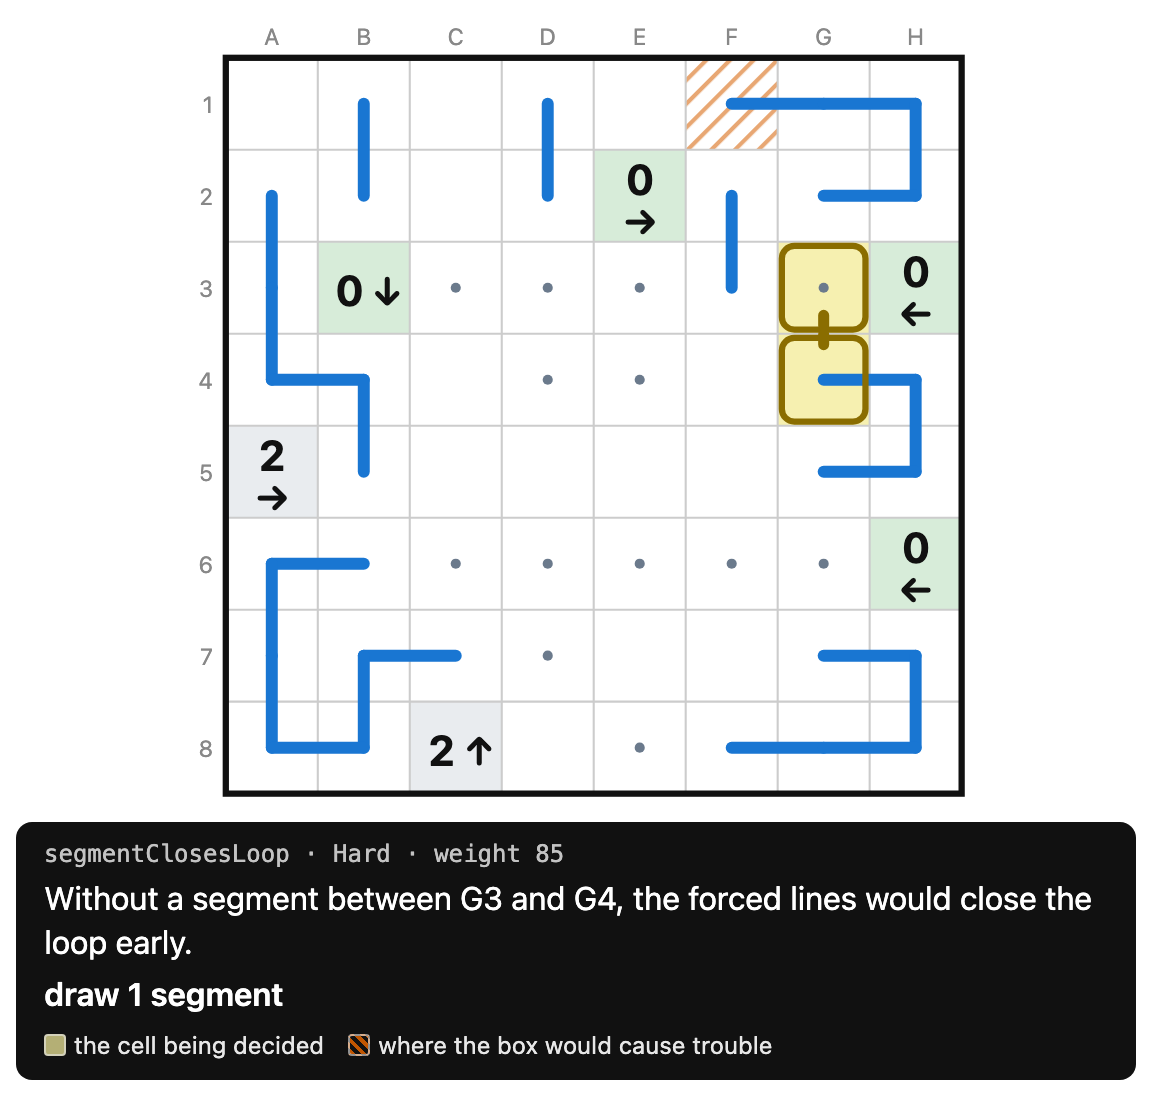 A B C D E F G H
1
2 0 →
3 0 ↓ 0 ←
4
5 2 →
6 0 ←
7
8 2 ↑
segmentClosesLoop · Hard · weight 85
Without a segment between G3 and G4, the forced lines would close the
loop early.
draw 1 segment
the cell being decided where the box would cause trouble